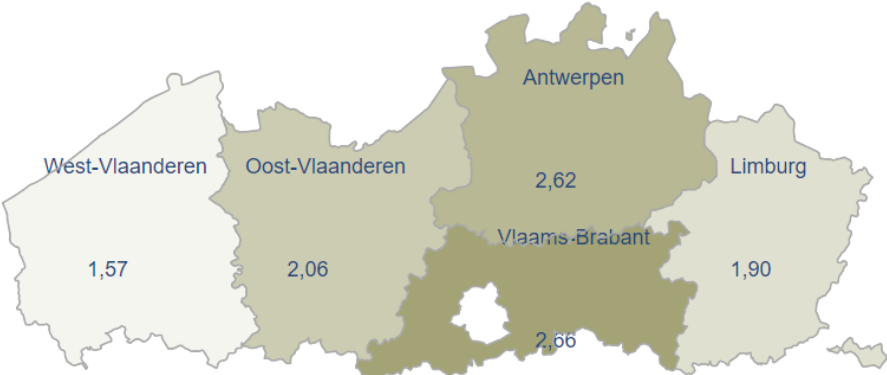 Antwerpen
2,62
West-Vlaanderen
1,57
Oost-Vlaanderen
2,06
Vlaams-Brabant
2,66
Limburg
1,90